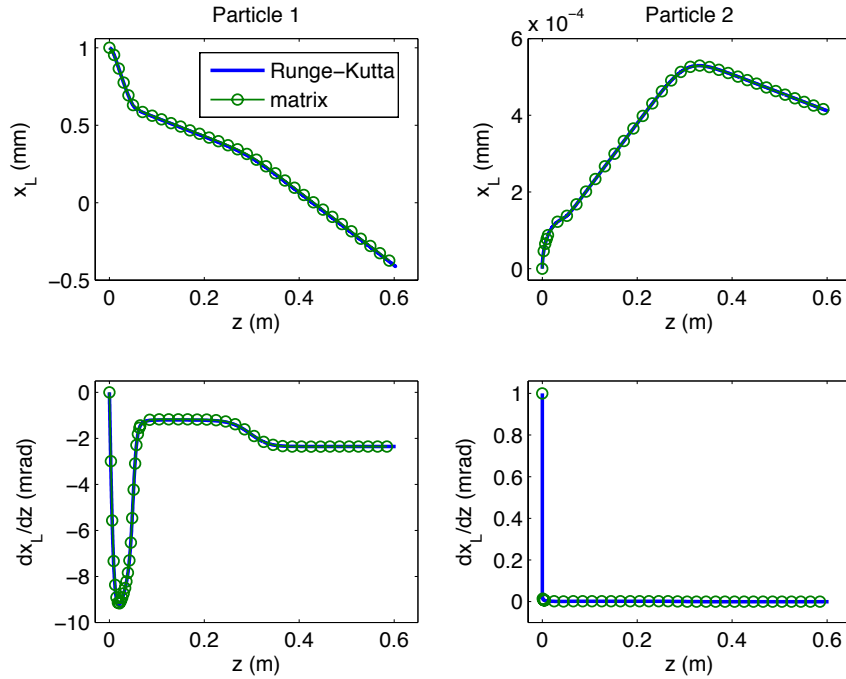 Particle 1
1
0.5
0
−0.5
x_L (mm)
0
0.2
0.4
0.6
z (m)
Runge−Kutta
matrix
Particle 2
x 10^−4
6
4
2
0
x_L (mm)
0
0.2
0.4
0.6
z (m)
0
−2
−4
−6
−8
−10
dx_L/dz (mrad)
0
0.2
0.4
0.6
z (m)
1
0.8
0.6
0.4
0.2
0
dx_L/dz (mrad)
0
0.2
0.4
0.6
z (m)